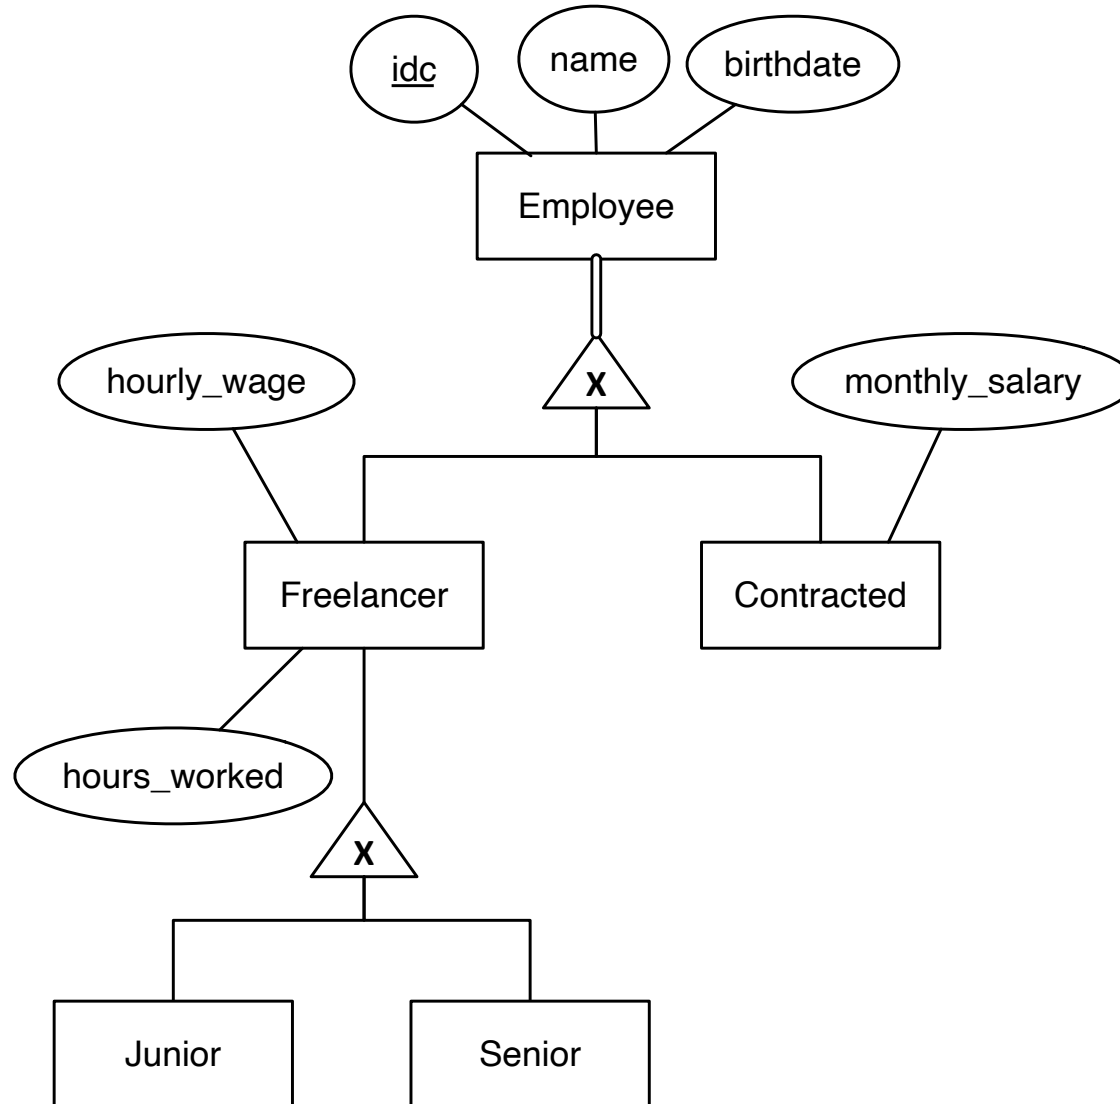 idc
name
birthdate
Employee
hourly_wage
X
monthly_salary
Freelancer
Contracted
hours_worked
X
Junior
Senior